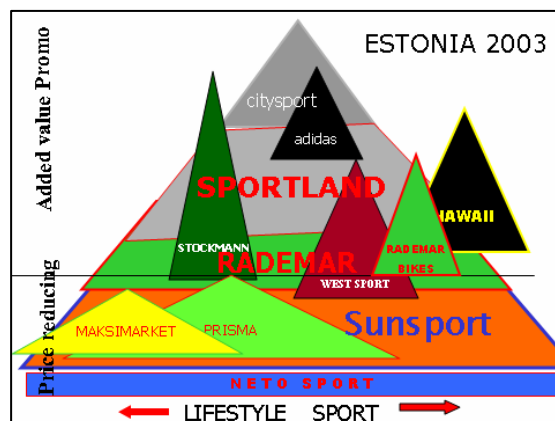 ESTONIA 2003
Added value Promo
citysport
adidas
SPORTLAND
HAWAII
STOCKMANN
RADEMAR
RADEMAR
BIKES
WEST SPORT
Price reducing
Sunsport
MAKSIMARKET
PRISMA
NETO SPORT
LIFESTYLE SPORT